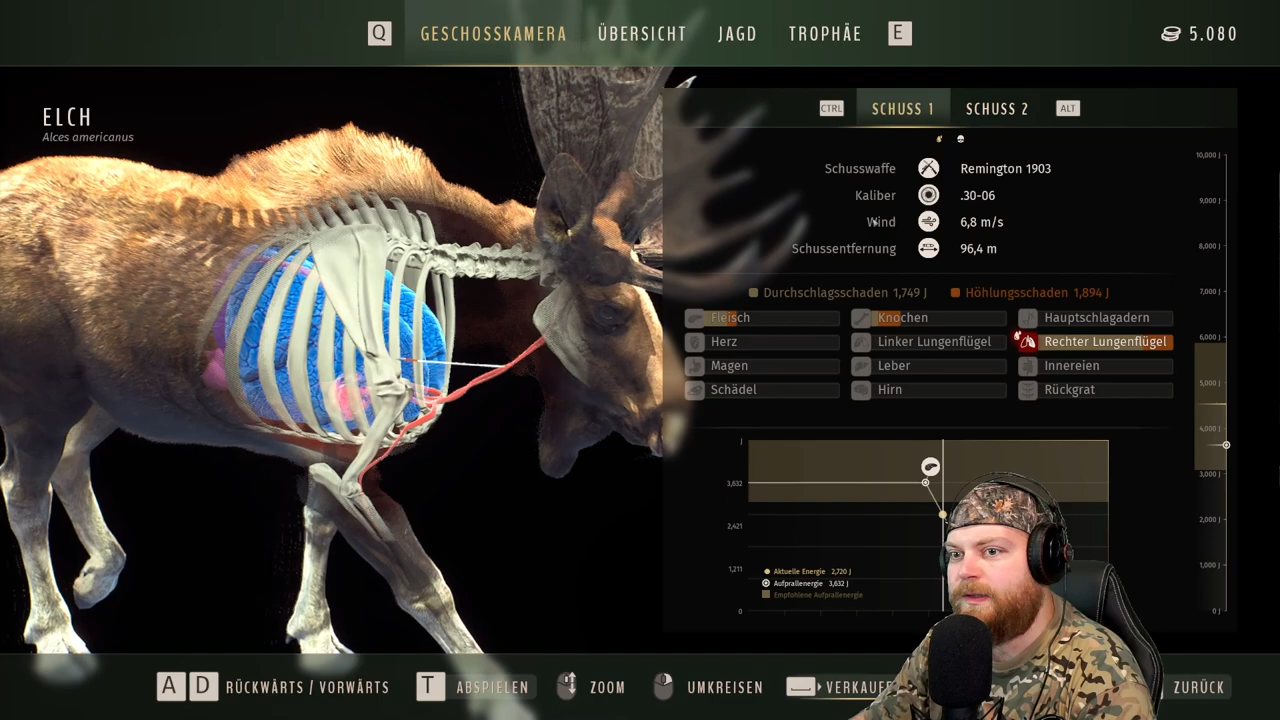 Q GESCHOSSKAMERA ÜBERSICHT JAGD TROPHÄE E 5.080
ELCH
Alces americanus
CTRL SCHUSS 1 SCHUSS 2 ALT
Schusswaffe Remington 1903
Kaliber .30-06
Wind 6,8 m/s
Schussentfernung 96,4 m
Durchschlagsschaden 1,749 J Höhlungsschaden 1,894 J
Fleisch Knochen Hauptschlagadern
Herz Linker Lungenflügel Rechter Lungenflügel
Magen Leber Innereien
Schädel Hirn Rückgrat
10,000 J
9,000 J
8,000 J
7,000 J
6,000 J
5,000 J
4,000 J
3,000 J
2,000 J
1,000 J
0 J
J
3,632
2,421
1,211
0
Aktuelle Energie 2,720 J
Aufprallenergie 3,632 J
Empfohlene Aufprallenergie
A D RÜCKWÄRTS / VORWÄRTS T ABSPIELEN ZOOM UMKREISEN VERKAUFE ZURÜCK